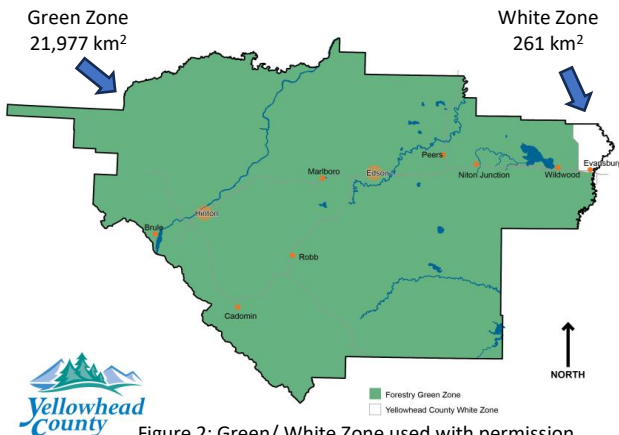 Green Zone
21,977 km²
White Zone
261 km²
Peers
Evansburg
Marlboro
Edson
Niton Junction
Wildwood
Hinton
Brule
Robb
Cadomin
NORTH
Forestry Green Zone
Yellowhead County White Zone
Yellowhead
County
Figure 2: Green/ White Zone used with permission